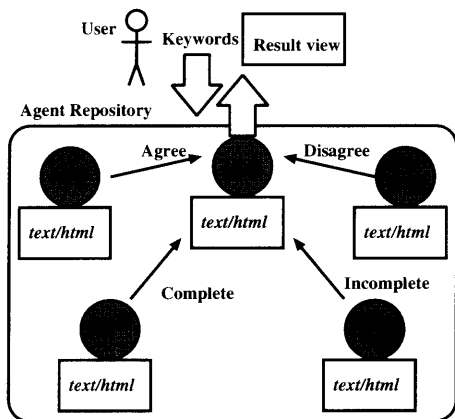 User
Keywords
Result view
Agent Repository
Agree
Disagree
text/html
text/html
text/html
Complete
Incomplete
text/html
text/html